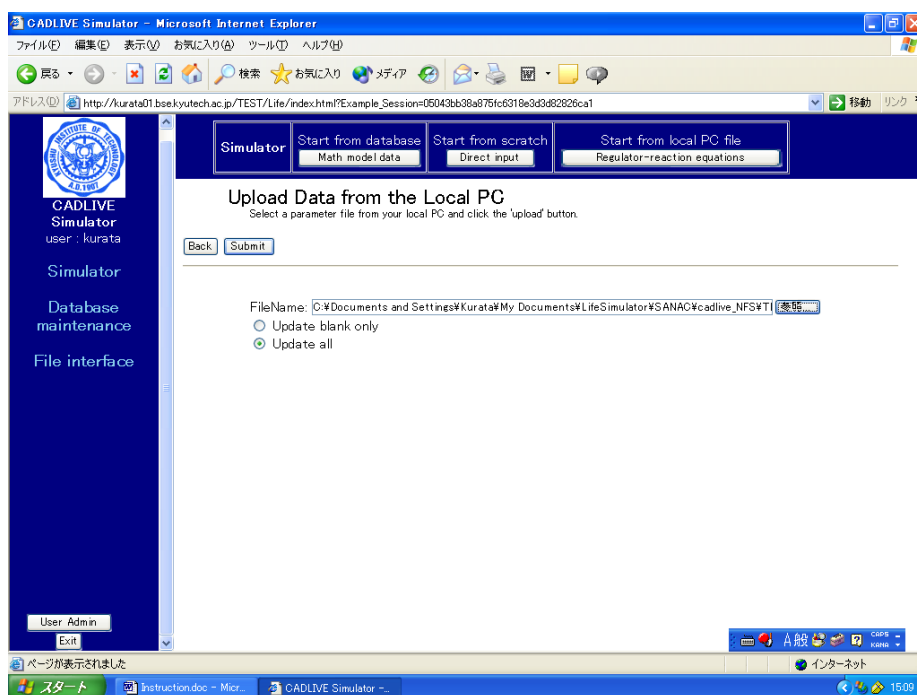 CADLIVE Simulator - Microsoft Internet Explorer
ファイル(F) 編集(E) 表示(V) お気に入り(A) ツール(T) ヘルプ(H)
戻る 検索 お気に入り メディア
アドレス(D) http://kurata01.bse.kyutech.ac.jp/TEST/Life/index.html?Example_Session=05043bb38a875fc6318e3d3d82826ca1 移動 リンク
KYUSHU INSTITUTE OF TECHNOLOGY
A.D.1907
CADLIVE
Simulator
user : kurata
Simulator
Database
maintenance
File interface
User Admin
Exit
Simulator
Start from database
Math model data
Start from scratch
Direct input
Start from local PC file
Regulator-reaction equations
Upload Data from the Local PC
Select a parameter file from your local PC and click the 'upload' button.
Back Submit
FileName: C:¥Documents and Settings¥Kurata¥My Documents¥LifeSimulator¥SANAC¥cadlive_NFS¥T 参照...
Update blank only
Update all
A 般 CAPS
KANA
ページが表示されました インターネット
スタート Instruction.doc - Micr... CADLIVE Simulator -... 15:09